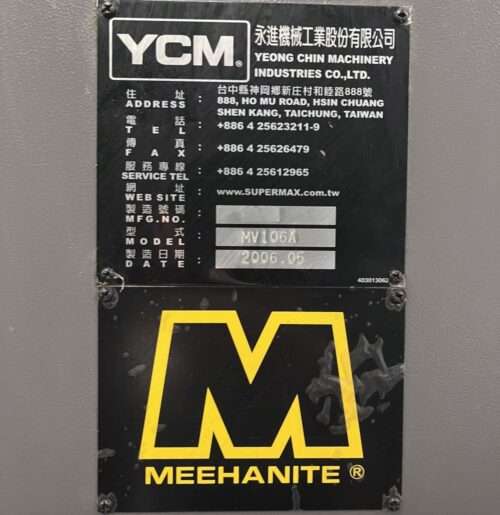 YCM®
永進機械工業股份有限公司
YEONG CHIN MACHINERY
INDUSTRIES CO.,LTD.
住址 : 台中縣神岡鄉新庄村和睦路888號
ADDRESS 888, HO MU ROAD, HSIN CHUANG
SHEN KANG, TAICHUNG, TAIWAN
電話 : +886 4 25623211-9
TEL
傳真 : +886 4 25626479
FAX
服務專線 : +886 4 25612965
SERVICE TEL
網址 : www.SUPERMAX.com.tw
WEB SITE
製造號碼 :
MFG.NO.
型式 : MV106A
MODEL
製造日期 : 2006.05
DATE
403013062
M
MEEHANITE ®